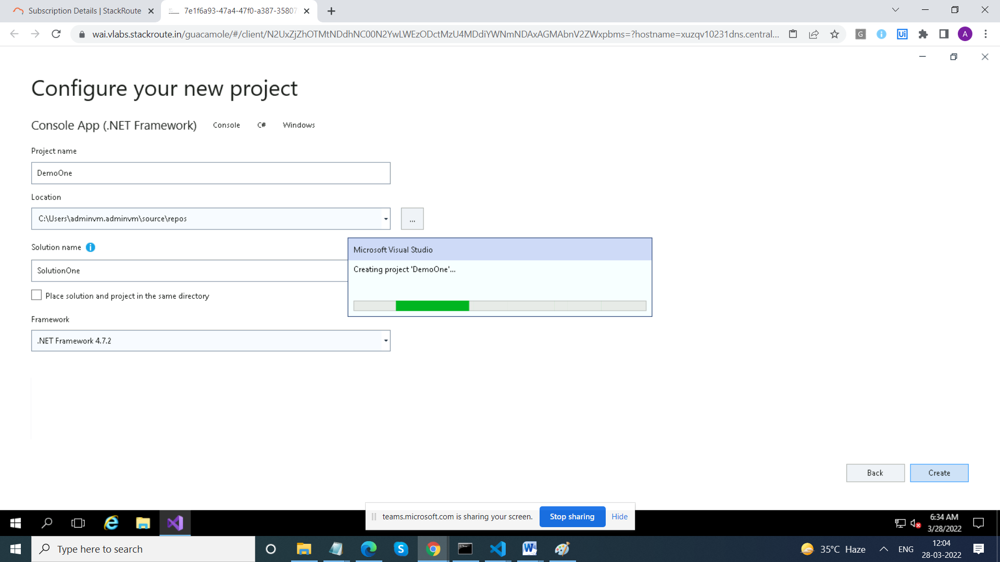 Subscription Details | StackRoute
7e1f6a93-47a4-47f0-a387-35807
wai.vlabs.stackroute.in/guacamole/#/client/N2UxZjZhOTMtNDdhNC00N2YwLWEzODctMzU4MDdiYWNmNDAxAGMAbnV2ZWxpbms=?hostname=xuzqv10231dns.central...
G
i
Ui
A
Configure your new project
Console App (.NET Framework) Console C# Windows
Project name
DemoOne
Location
C:\Users\adminvm.adminvm\source\repos
...
Solution name i
SolutionOne
Microsoft Visual Studio
Creating project 'DemoOne'...
Place solution and project in the same directory
Framework
.NET Framework 4.7.2
Back
Create
teams.microsoft.com is sharing your screen.
Stop sharing
Hide
6:34 AM
3/28/2022
Type here to search
35°C Haze
ENG
12:04
28-03-2022